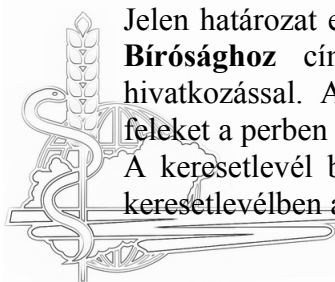 Jelen határozat e
Bírósághoz cím
hivatkozással. A
feleket a perben
A keresetlevél b
keresetlevélben a